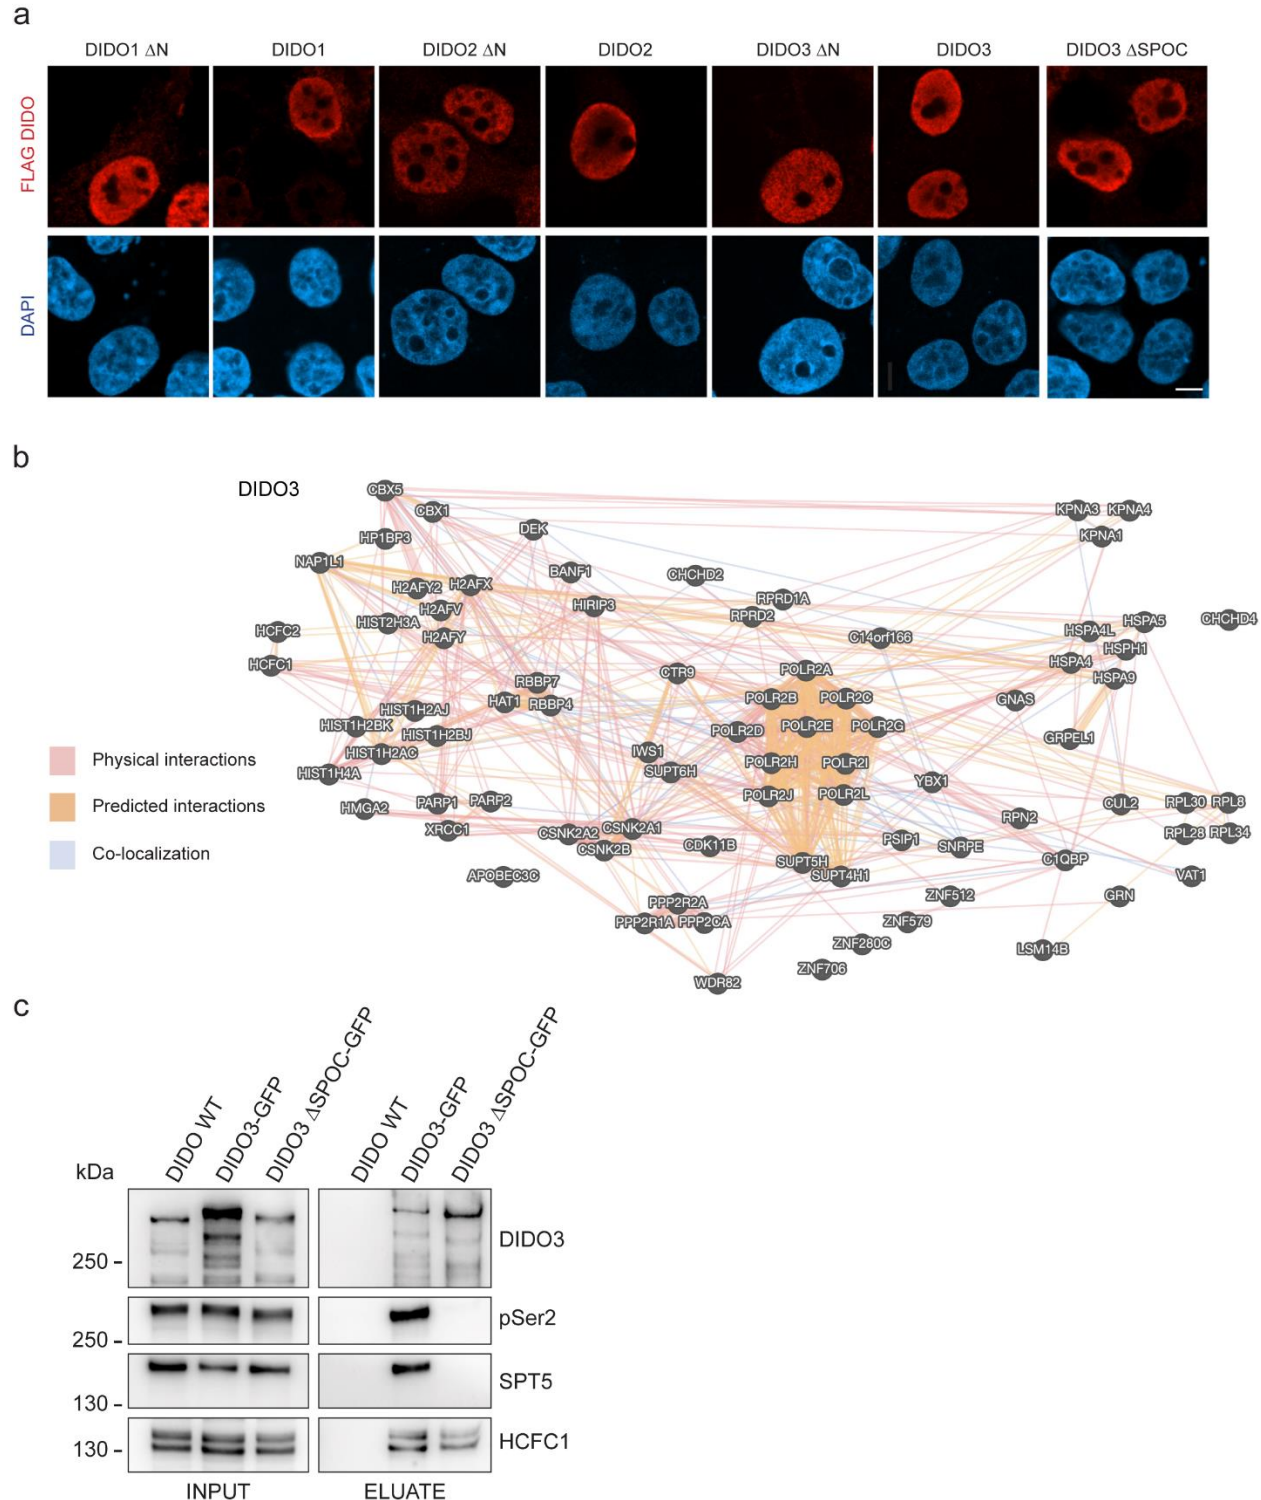 a
DIDO1 ΔN DIDO1 DIDO2 ΔN DIDO2 DIDO3 ΔN DIDO3 DIDO3 ΔSPOC
FLAG DIDO
DAPI
b
DIDO3
CBX5
CBX1
KPNA3 KPNA4
KPNA1
DEK
HP1BP3
NAP1L1
BANF1
CHCHD2
H2AFY2 H2AFX
RPRD1A
HIRIP3
H2AFV
RPRD2
HIST2H3A
HSPA5
CHCHD4
HCFC2
H2AFY
C14orf166
HSPA4L
HSPH1
HCFC1
HSPA4
CTR9
POLR2A
HSPA9
RBBP7
HAT1
RBBP4
POLR2B
POLR2C
GNAS
HIST1H2AJ
HIST1H2BK
HIST1H2BJ
POLR2D
POLR2E
POLR2G
GRPEL1
HIST1H2AC
IWS1
Physical interactions
HIST1H4A
SUPT6H
POLR2H
POLR2I
YBX1
POLR2J
POLR2L
Predicted interactions
HMGA2
PARP1
PARP2
CUL2
RPL30
RPL8
XRCC1
CSNK2A2
CSNK2A1
RPN2
RPL28
RPL34
CSNK2B
CDK11B
PSIP1
SNRPE
Co-localization
SUPT5H
C1QBP
APOBEC3C
SUPT4H1
VAT1
PPP2R2A
ZNF512
GRN
PPP2R1A
PPP2CA
ZNF579
ZNF280C
LSM14B
ZNF706
WDR82
c
DIDO WT DIDO3-GFP DIDO3 ΔSPOC-GFP DIDO WT DIDO3-GFP DIDO3 ΔSPOC-GFP
kDa
DIDO3
250 -
pSer2
250 -
SPT5
130 -
HCFC1
130 -
INPUT ELUATE